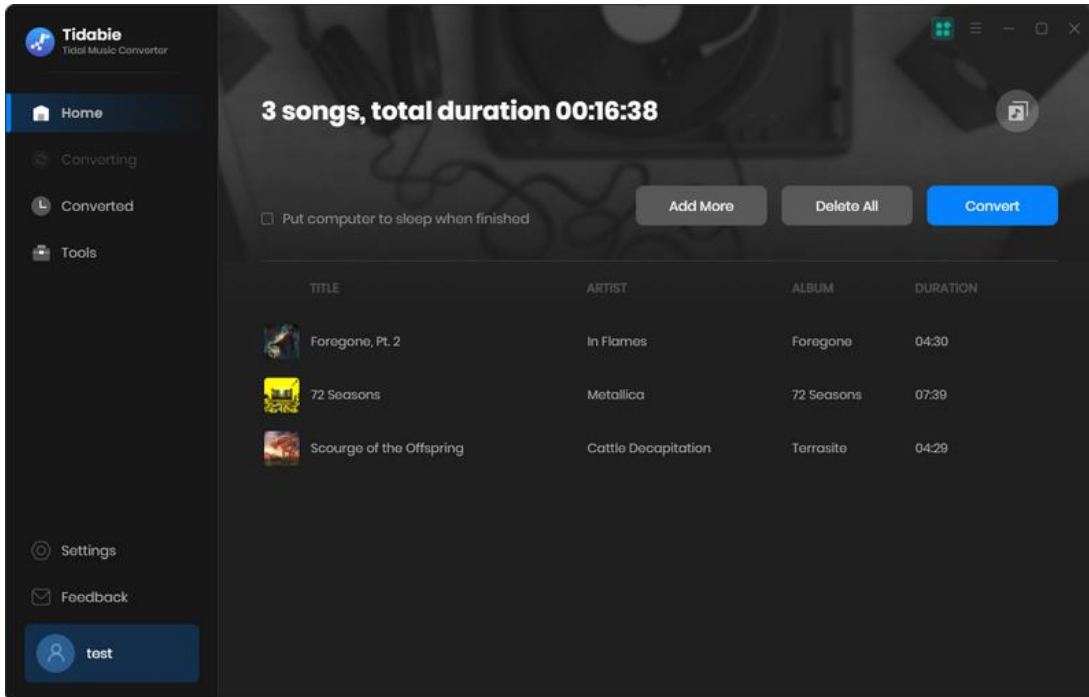 Tidabie
Tidal Music Converter
Home
Converting
Converted
Tools
Settings
Feedback
test
3 songs, total duration 00:16:38
Put computer to sleep when finished
Add More
Delete All
Convert
TITLE ARTIST ALBUM DURATION
Foregone, Pt. 2 In Flames Foregone 04:30
72 Seasons Metallica 72 Seasons 07:39
Scourge of the Offspring Cattle Decapitation Terrasite 04:29